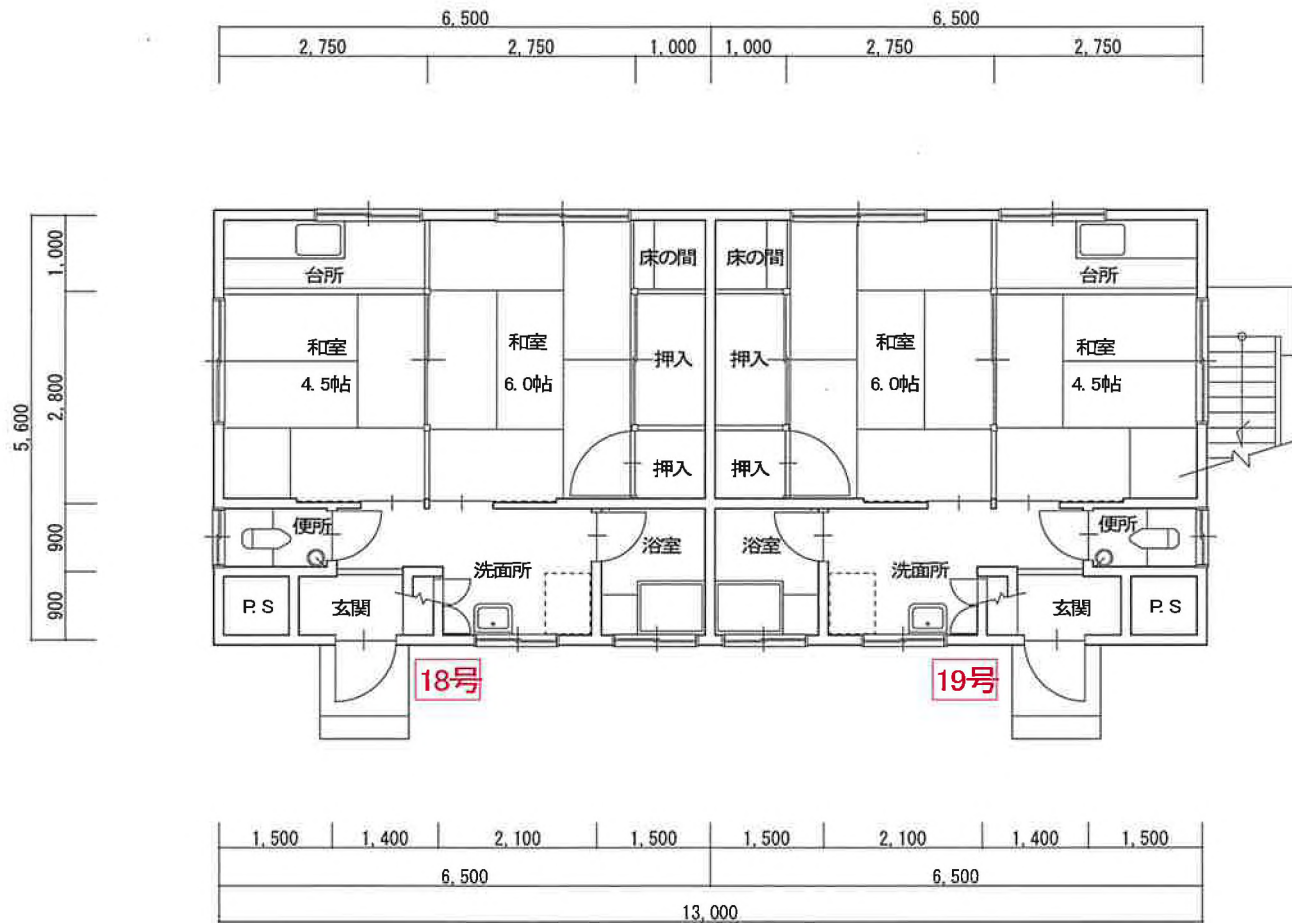 6,500 6,500
2,750 2,750 1,000 1,000 2,750 2,750
床の間 床の間
台所 台所
1,000
和室 和室 和室 和室
4.5帖 6.0帖 押入 押入 6.0帖 4.5帖
2,800
5,600
押入 押入
便所 浴室 浴室 便所
900
洗面所 洗面所
P.S 玄関 玄関 P.S
900
18号 19号
1,500 1,400 2,100 1,500 1,500 2,100 1,400 1,500
6,500 6,500
13,000